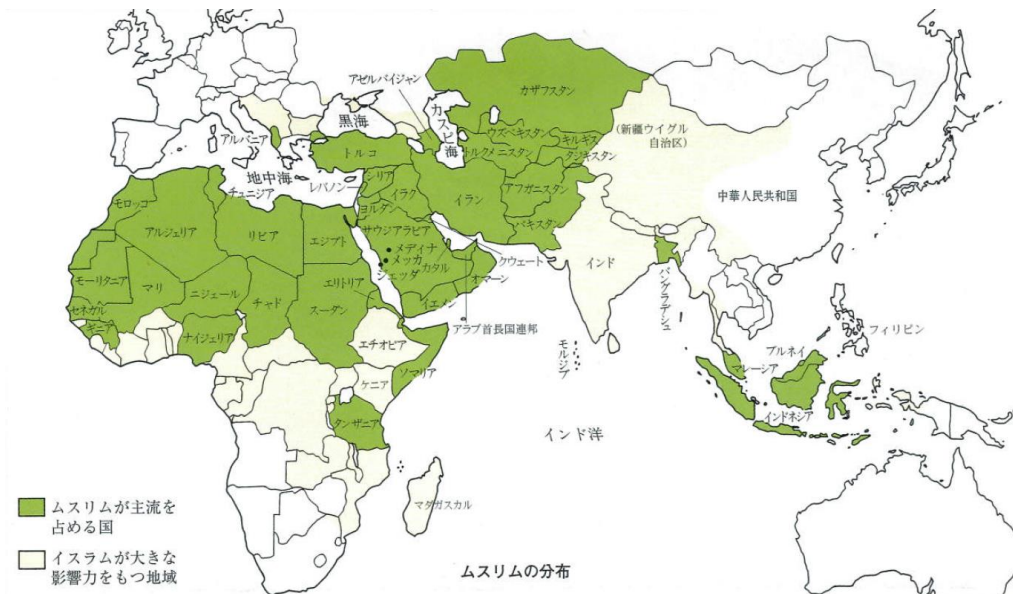 アゼルバイジャン
カザフスタン
黒海
カスピ海
ウズベキスタン
キルギス
(新疆ウイグル
自治区)
アルバニア
トルコ
トルクメニスタン
タジキスタン
地中海
チュニジア
レバノン
シリア
イラク
イラン
アフガニスタン
中華人民共和国
モロッコ
ヨルダン
パキスタン
アルジェリア
リビア
エジプト
サウジアラビア
メディナ
メッカ
ジェッダ
カタル
クウェート
インド
バングラデシュ
モーリタニア
マリ
ニジェール
チャド
エリトリア
スーダン
オマーン
イエメン
アラブ首長国連邦
セネガル
ギニア
ナイジェリア
エチオピア
モルジブ
フィリピン
ブルネイ
マレーシア
ソマリア
ケニア
インドネシア
タンザニア
インド洋
マダガスカル
ムスリムが主流を
占める国
イスラムが大きな
影響力をもつ地域
ムスリムの分布